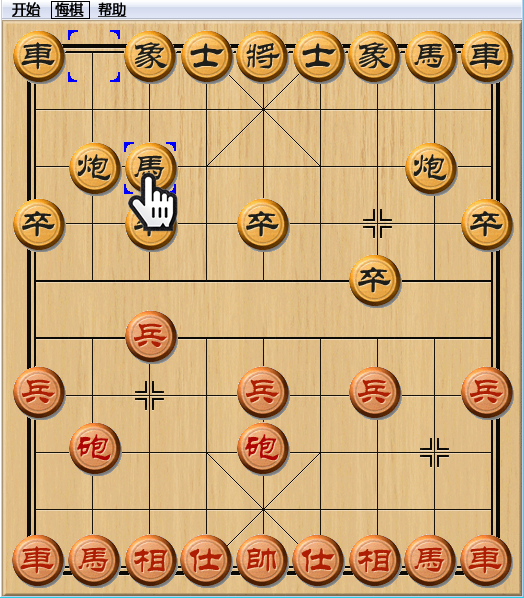 开始 悔棋 帮助
車 象 士 將 士 象 馬 車
炮 馬 炮
卒 卒 卒
卒
兵
兵 兵 兵 兵
砲 砲
車 馬 相 仕 帥 仕 相 馬 車